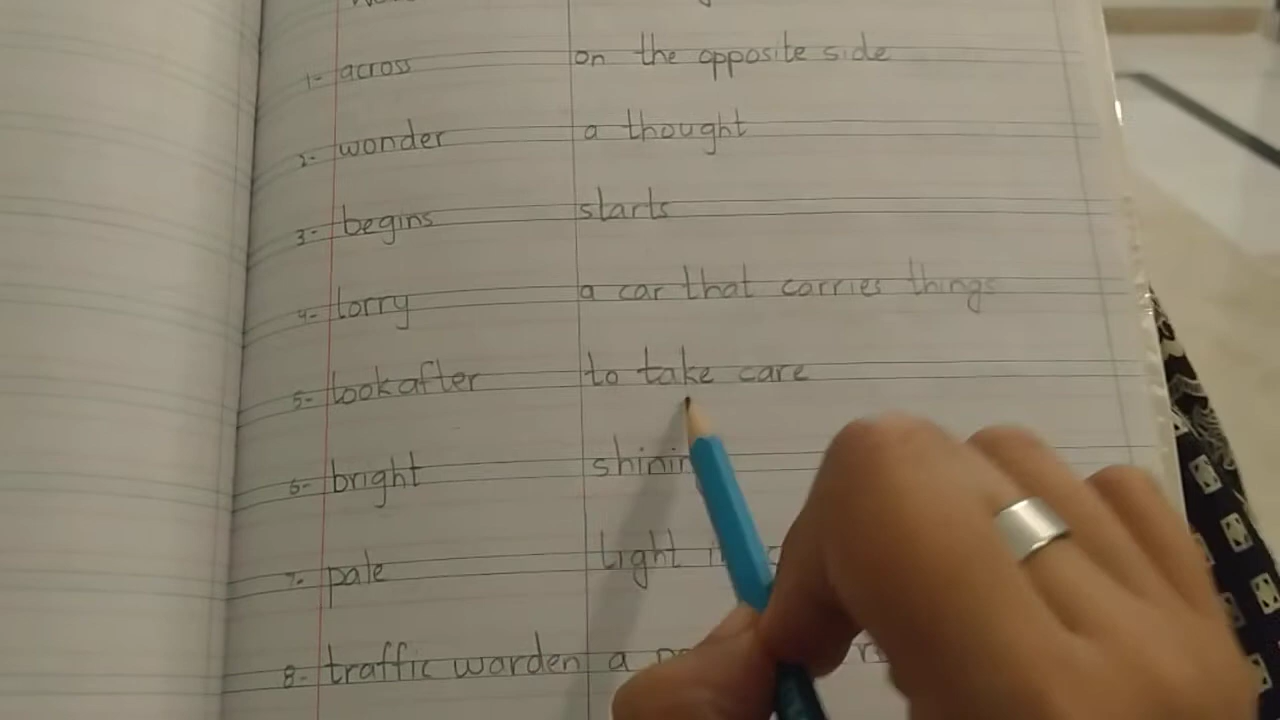 1- across on the opposite side
2- wonder a thought
3- begins starts
4- lorry a car that carries things
5- look after to take care
6- bright
7- pale light
8- traffic warden a